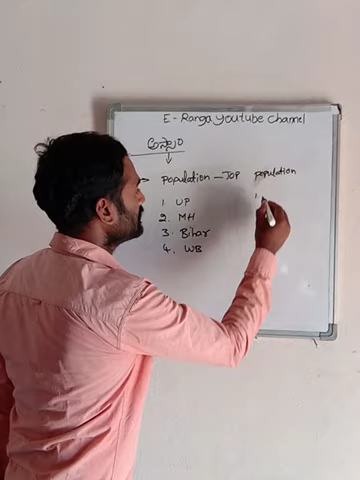 E - Ranga Youtube Channel
Population - TOP population
1. UP
2. MH
3. Bihar
4. WB